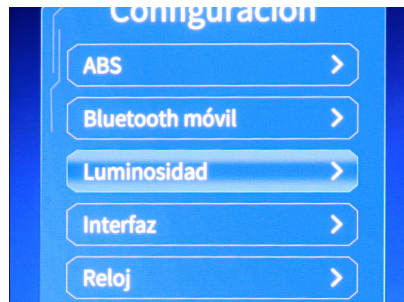 Configuración
ABS
Bluetooth móvil
Luminosidad
Interfaz
Reloj